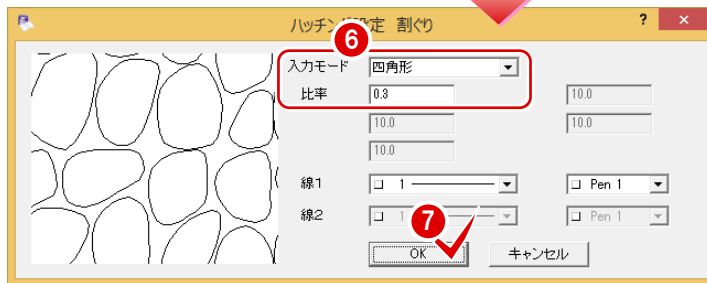 ハッチング設定 割ぐり ? ×
6
入力モード 四角形
比率 0.3 10.0
10.0 10.0
10.0
線1 1 Pen 1
線2 1 Pen 1
7
OK キャンセル